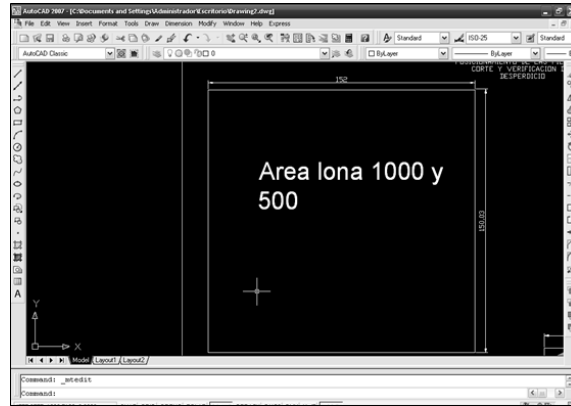 AutoCAD 2007 - [C:\Documents and Settings\Administrador\Escritorio\Drawing2.dwg]
File Edit View Insert Format Tools Draw Dimension Modify Window Help Express
Standard ISO-25 Standard
AutoCAD Classic 0 ByLayer ByLayer
CORTE Y VERIFICACION D
DESPERDICIO
152
Area lona 1000 y
500
150.03
Y
X
A
Model Layout1 Layout2
Command: _mtedit
Command: